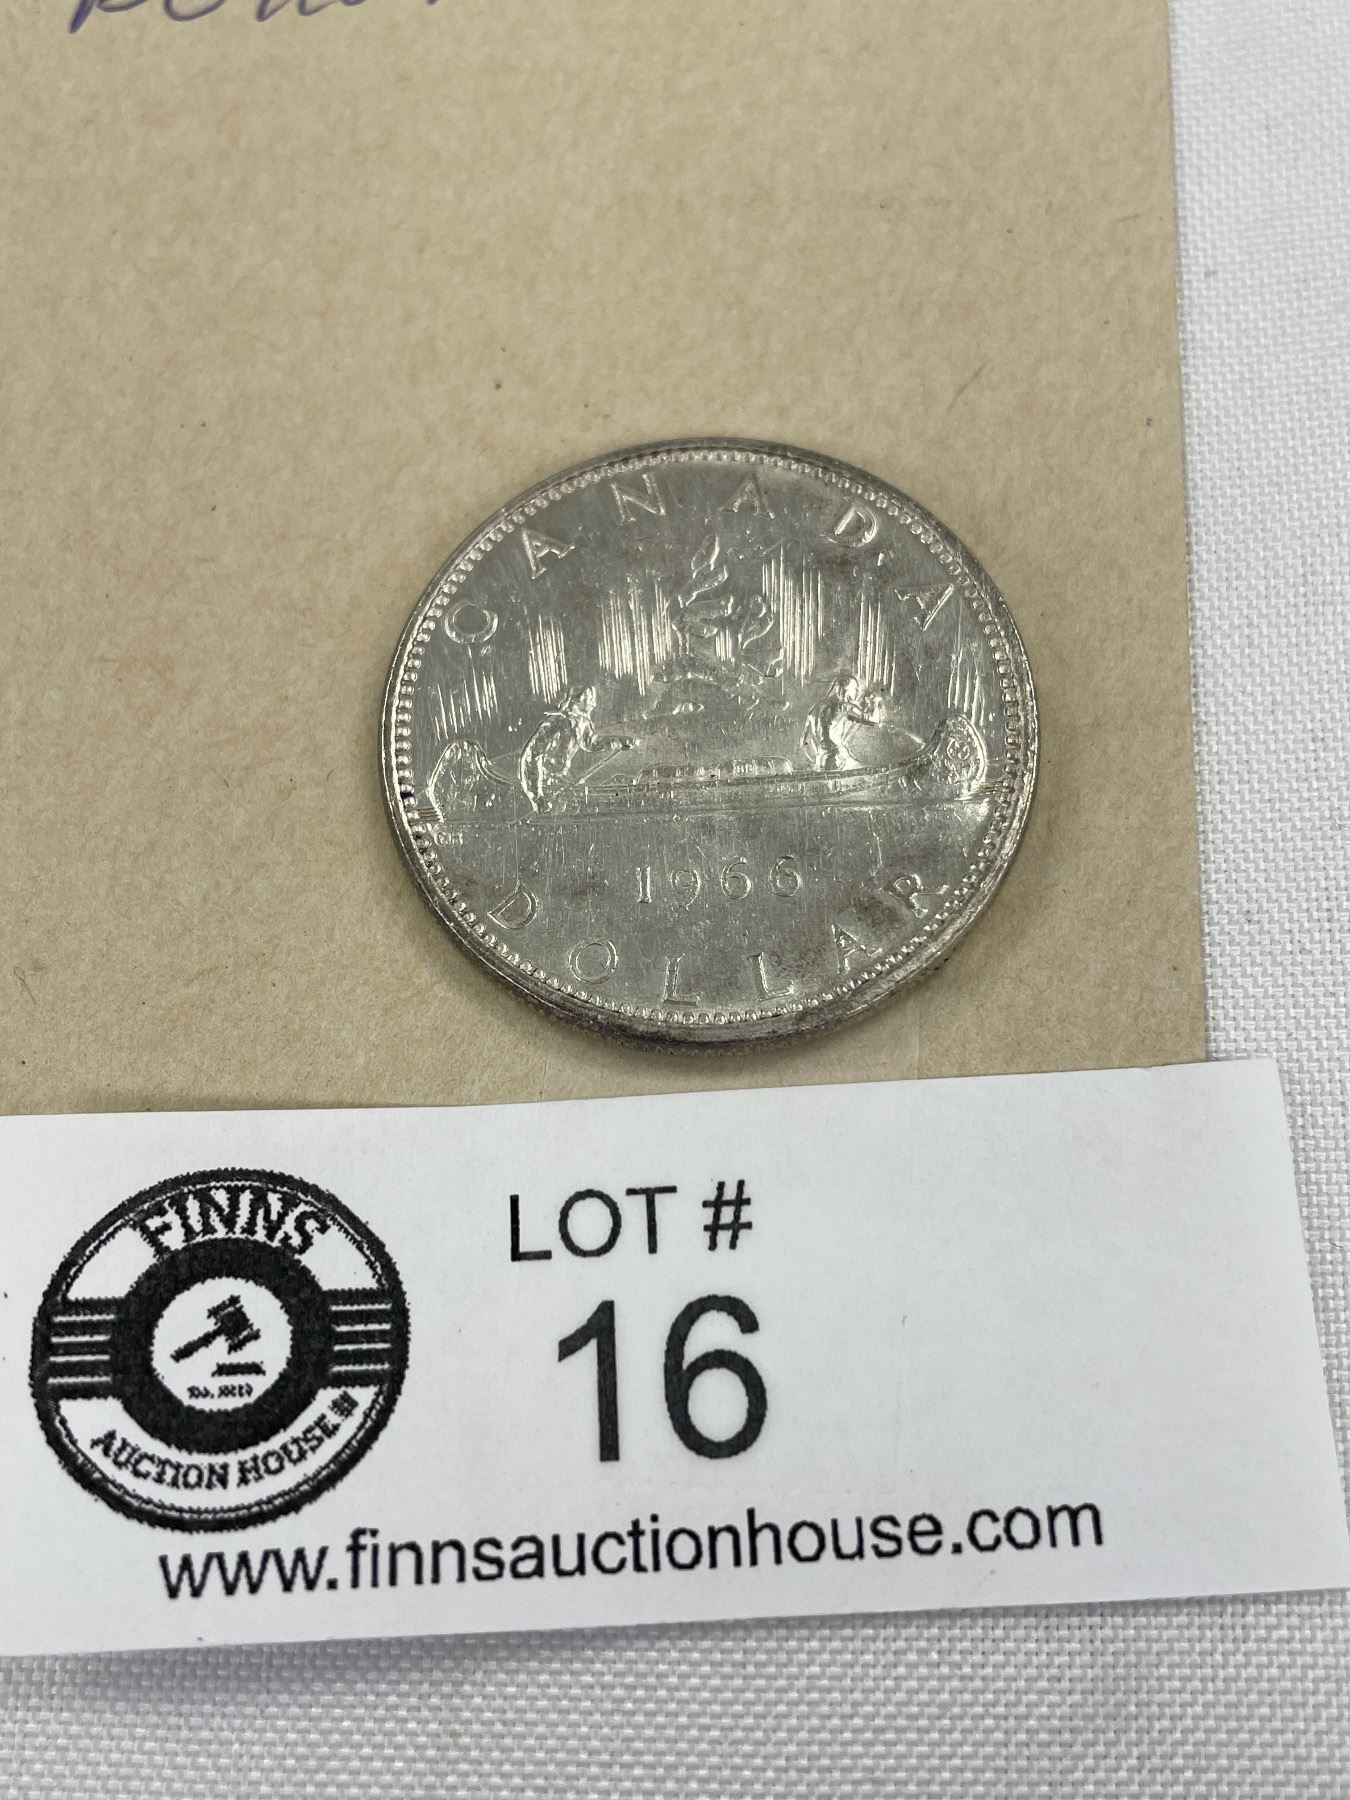 CANADA
1966
DOLLAR
FINNS
AUCTION HOUSE
LOT #
16
www.finnsauctionhouse.com